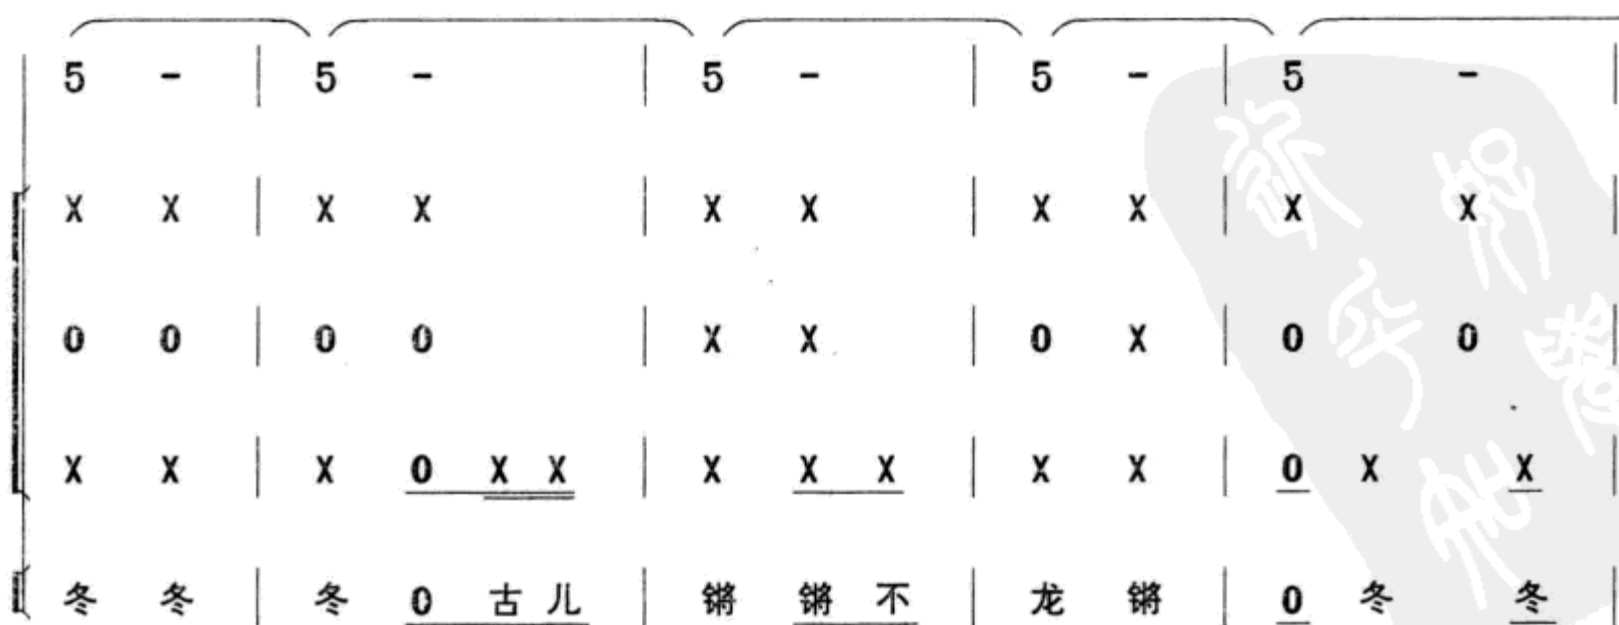 5 - | 5 - | 5 - | 5 - | 5 - |
X X | X X | X X | X X | X X |
0 0 | 0 0 | X X | 0 X | 0 0 |
X X | X 0 X X | X X X | X X | 0 X X |
冬 冬 | 冬 0 古 儿 | 锵 锵 不 | 龙 锵 | 0 冬 冬 |